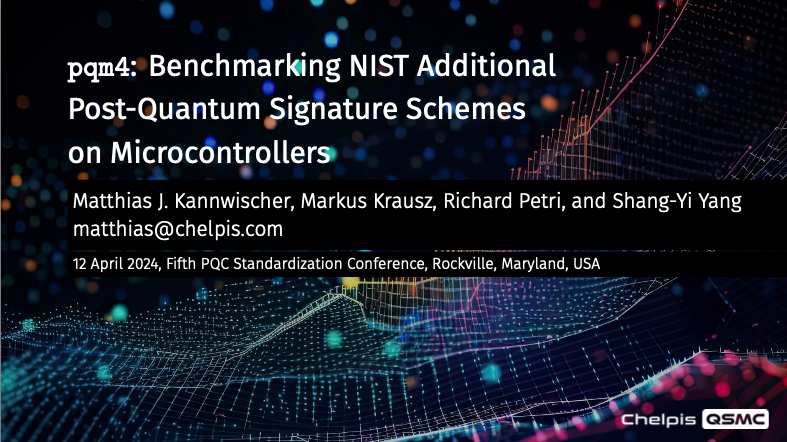 pqm4: Benchmarking NIST Additional
Post-Quantum Signature Schemes
on Microcontrollers
Matthias J. Kannwischer, Markus Krausz, Richard Petri, and Shang-Yi Yang
matthias@chelpis.com
12 April 2024, Fifth PQC Standardization Conference, Rockville, Maryland, USA
Chelpis QSMC